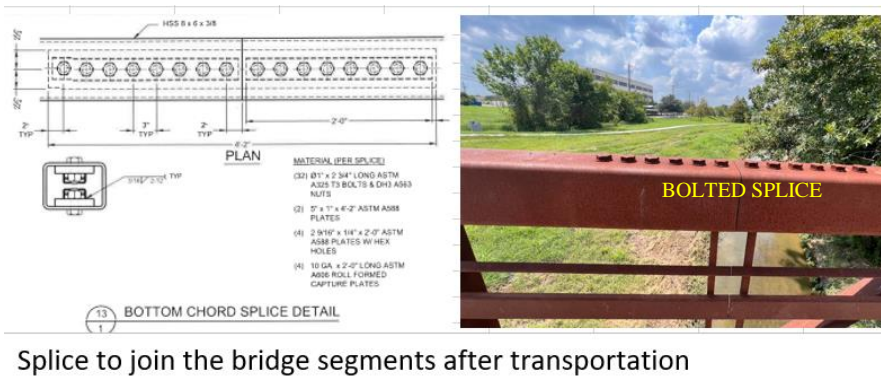 HSS 8 x 6 x 3/8
2½"
2½"
2"
TYP
3"
TYP
2"
TYP
2'-0"
4'-2"
PLAN
TYP
MATERIAL (PER SPLICE)
(32) Ø1" x 2 3/4" LONG ASTM
A325 T3 BOLTS & DH3 A563
NUTS
(2) 5" x 1" x 4'-2" ASTM A588
PLATES
(4) 2 9/16" x 1/4" x 2'-0" ASTM
A588 PLATES W/ HEX
HOLES
(4) 10 GA. x 2'-0" LONG ASTM
A606 ROLL FORMED
CAPTURE PLATES
13
1
BOTTOM CHORD SPLICE DETAIL
BOLTED SPLICE
Splice to join the bridge segments after transportation